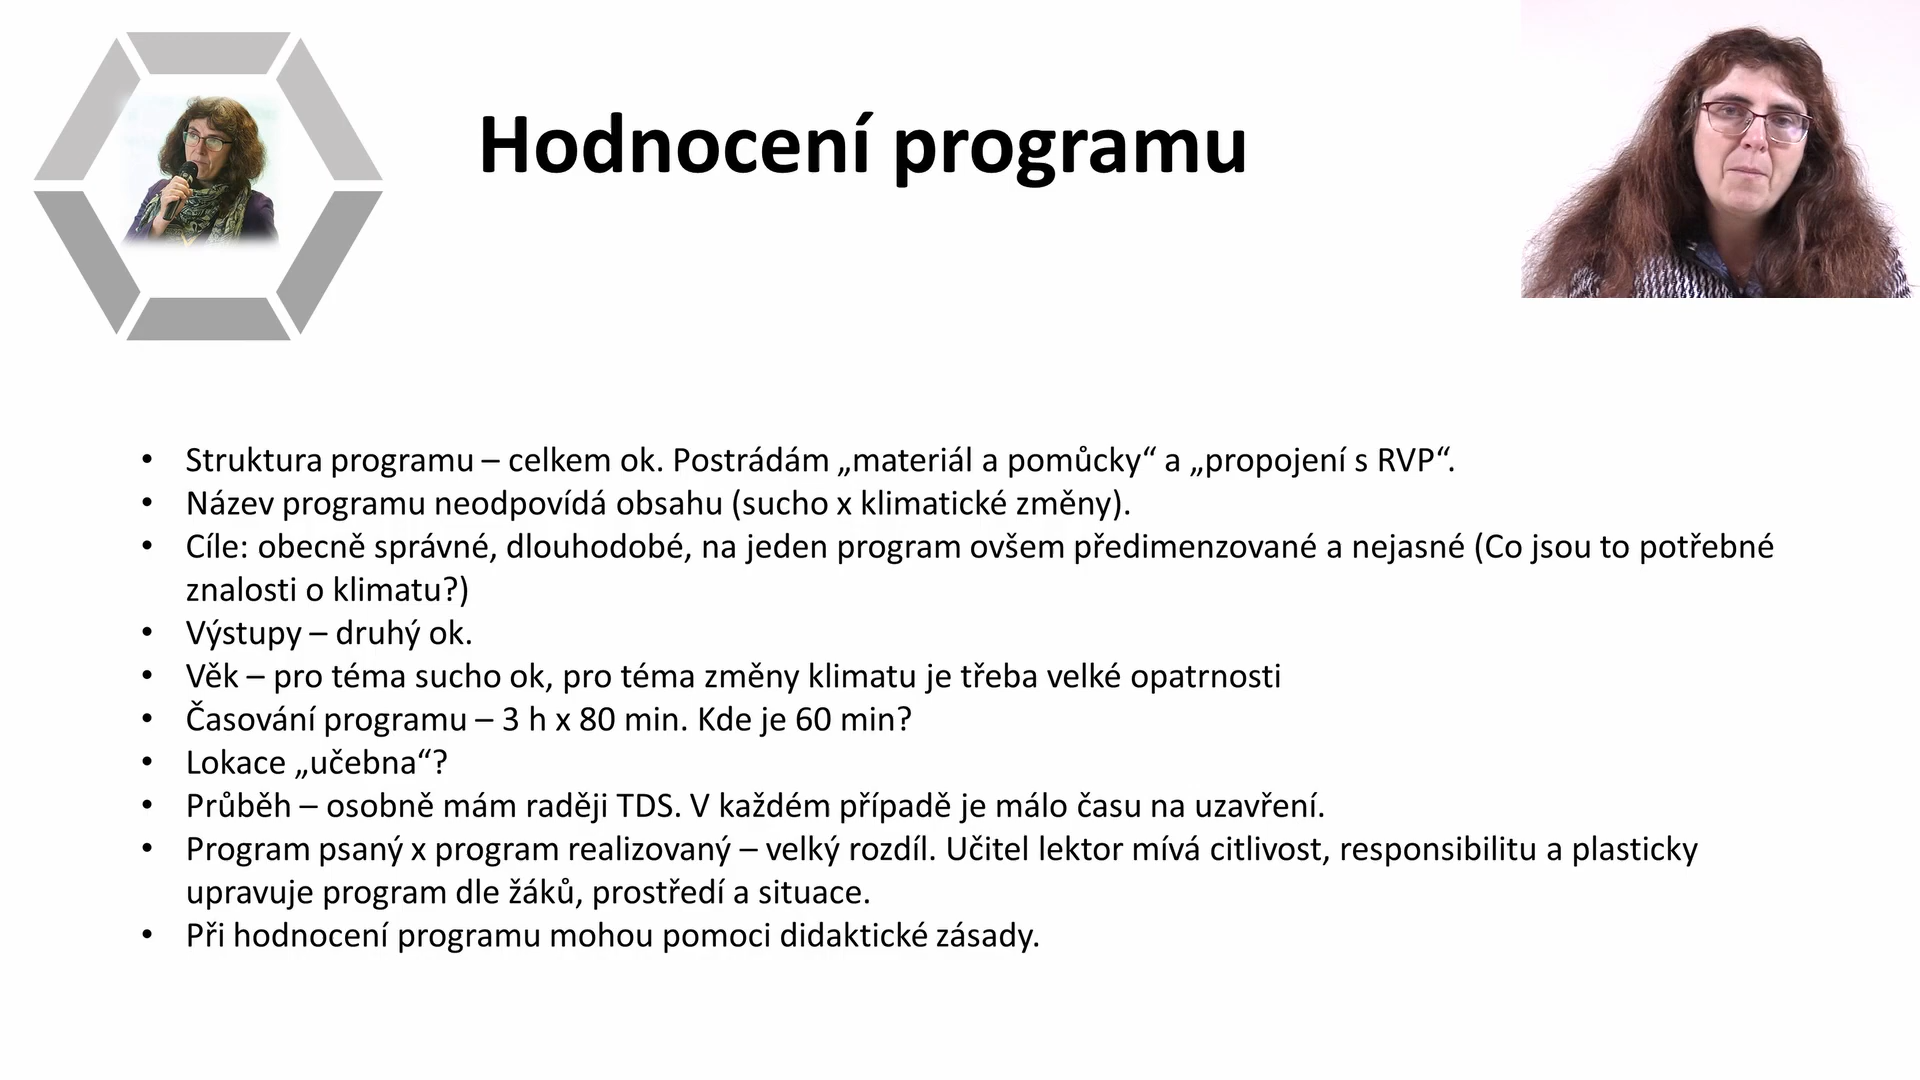 Hodnocení programu
• Struktura programu – celkem ok. Postrádám „materiál a pomůcky“ a „propojení s RVP“.
• Název programu neodpovídá obsahu (sucho x klimatické změny).
• Cíle: obecně správné, dlouhodobé, na jeden program ovšem předimenzované a nejasné (Co jsou to potřebné
znalosti o klimatu?)
• Výstupy – druhý ok.
• Věk – pro téma sucho ok, pro téma změny klimatu je třeba velké opatrnosti
• Časování programu – 3 h x 80 min. Kde je 60 min?
• Lokace „učebna“?
• Průběh – osobně mám raději TDS. V každém případě je málo času na uzavření.
• Program psaný x program realizovaný – velký rozdíl. Učitel lektor mívá citlivost, responsibilitu a plasticky
upravuje program dle žáků, prostředí a situace.
• Při hodnocení programu mohou pomoci didaktické zásady.